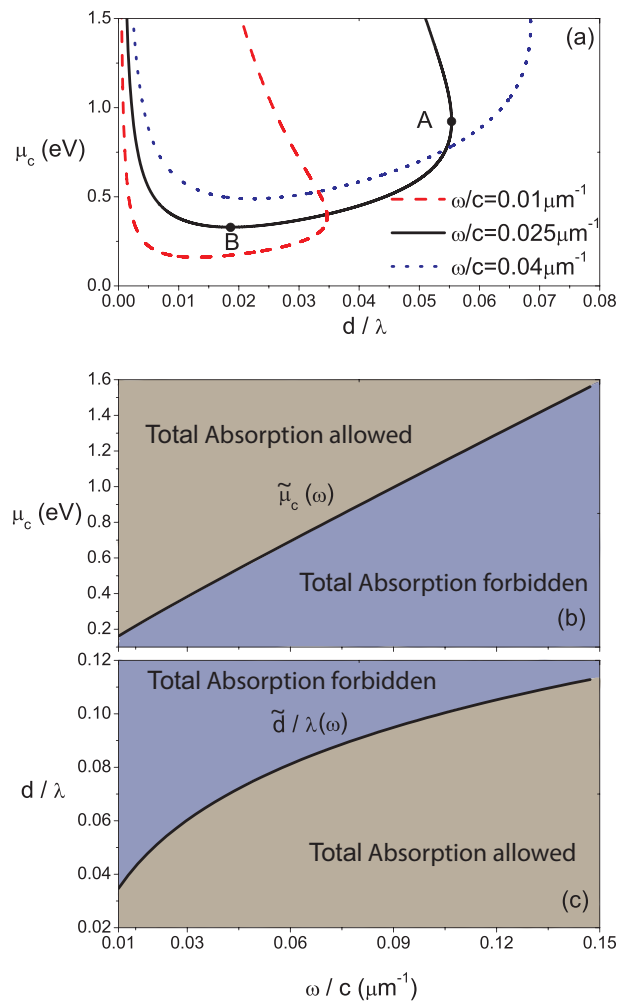 (a)
1.5
1.0
0.5
0.0
μc (eV)
A
B
ω/c=0.01μm⁻¹
ω/c=0.025μm⁻¹
ω/c=0.04μm⁻¹
0.00 0.01 0.02 0.03 0.04 0.05 0.06 0.07 0.08
d / λ
1.6
1.4
1.2
1.0
0.8
0.6
0.4
0.2
μc (eV)
Total Absorption allowed
μ̃c (ω)
Total Absorption forbidden
(b)
0.12
0.10
0.08
0.06
0.04
0.02
d / λ
Total Absorption forbidden
d̃ / λ(ω)
Total Absorption allowed
(c)
0.01 0.03 0.06 0.09 0.12 0.15
ω / c (μm⁻¹)